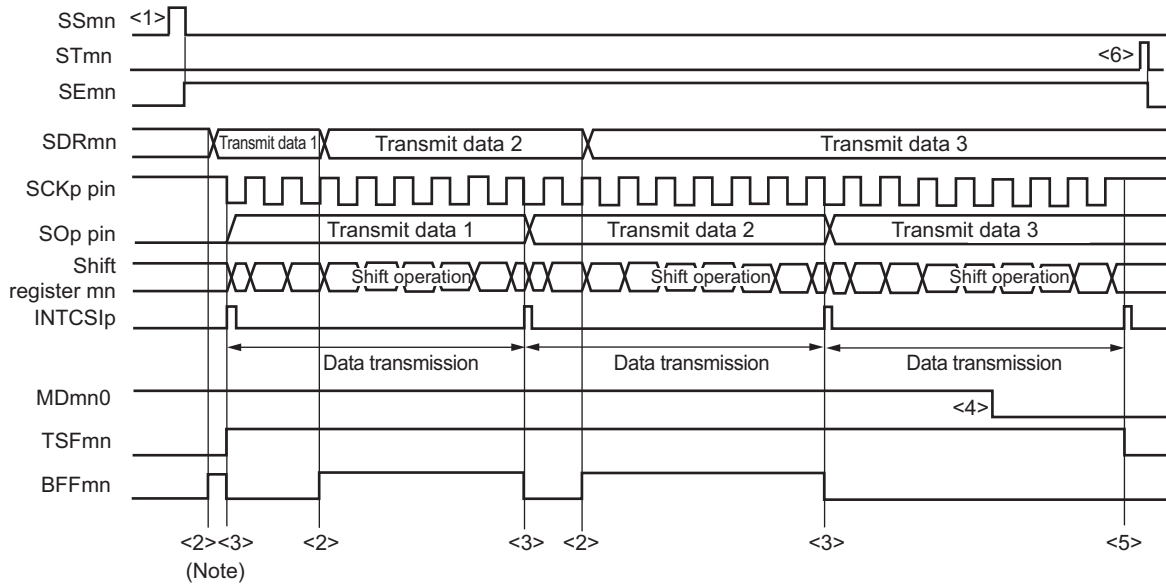 SSmn <1>
STmn <6>
SEmn
SDRmn Transmit data 1 Transmit data 2 Transmit data 3
SCKp pin
SOp pin Transmit data 1 Transmit data 2 Transmit data 3
Shift
register mn Shift operation Shift operation Shift operation
INTCSIp
Data transmission Data transmission Data transmission
MDmn0 <4>
TSFmn
BFFmn
<2> <3> <2> <3> <2> <3> <5>
(Note)